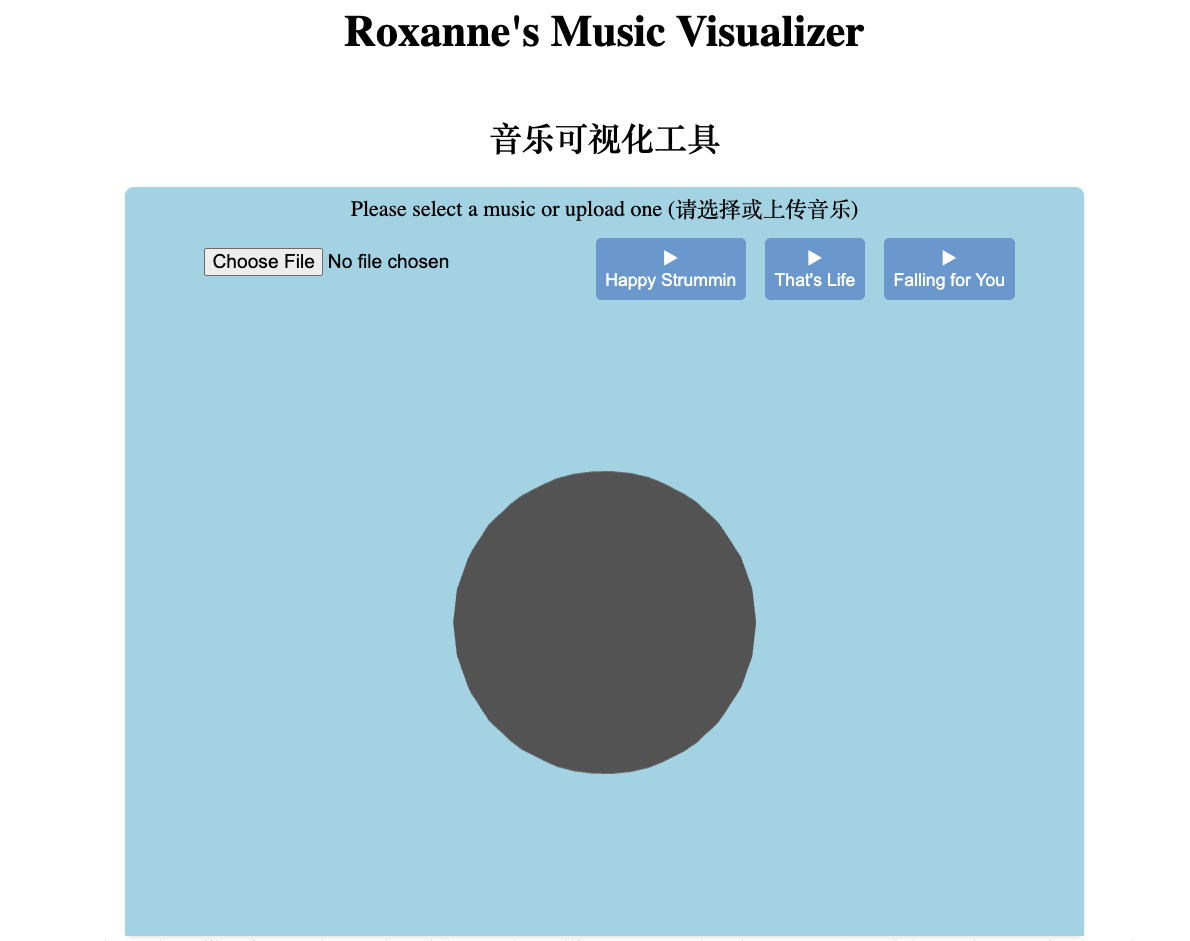 Roxanne's Music Visualizer
音乐可视化工具
Please select a music or upload one (请选择或上传音乐)
Choose File No file chosen
▶
Happy Strummin
▶
That's Life
▶
Falling for You